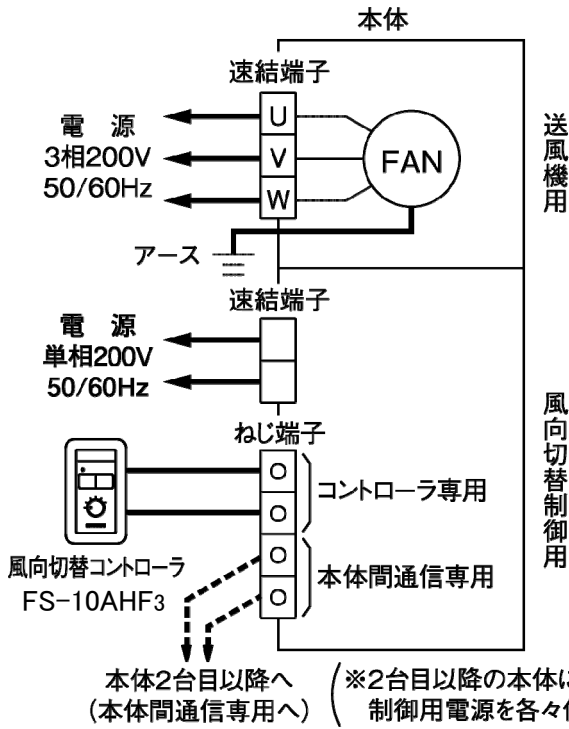 本体
速結端子
電 源
3相200V
50/60Hz
U
V
W
FAN
送風機用
アース
速結端子
電 源
単相200V
50/60Hz
ねじ端子
コントローラ専用
本体間通信専用
風向切替制御用
風向切替コントローラ
FS-10AHF3
本体2台目以降へ
(本体間通信専用へ)
※2台目以降の本体に
制御用電源を各々